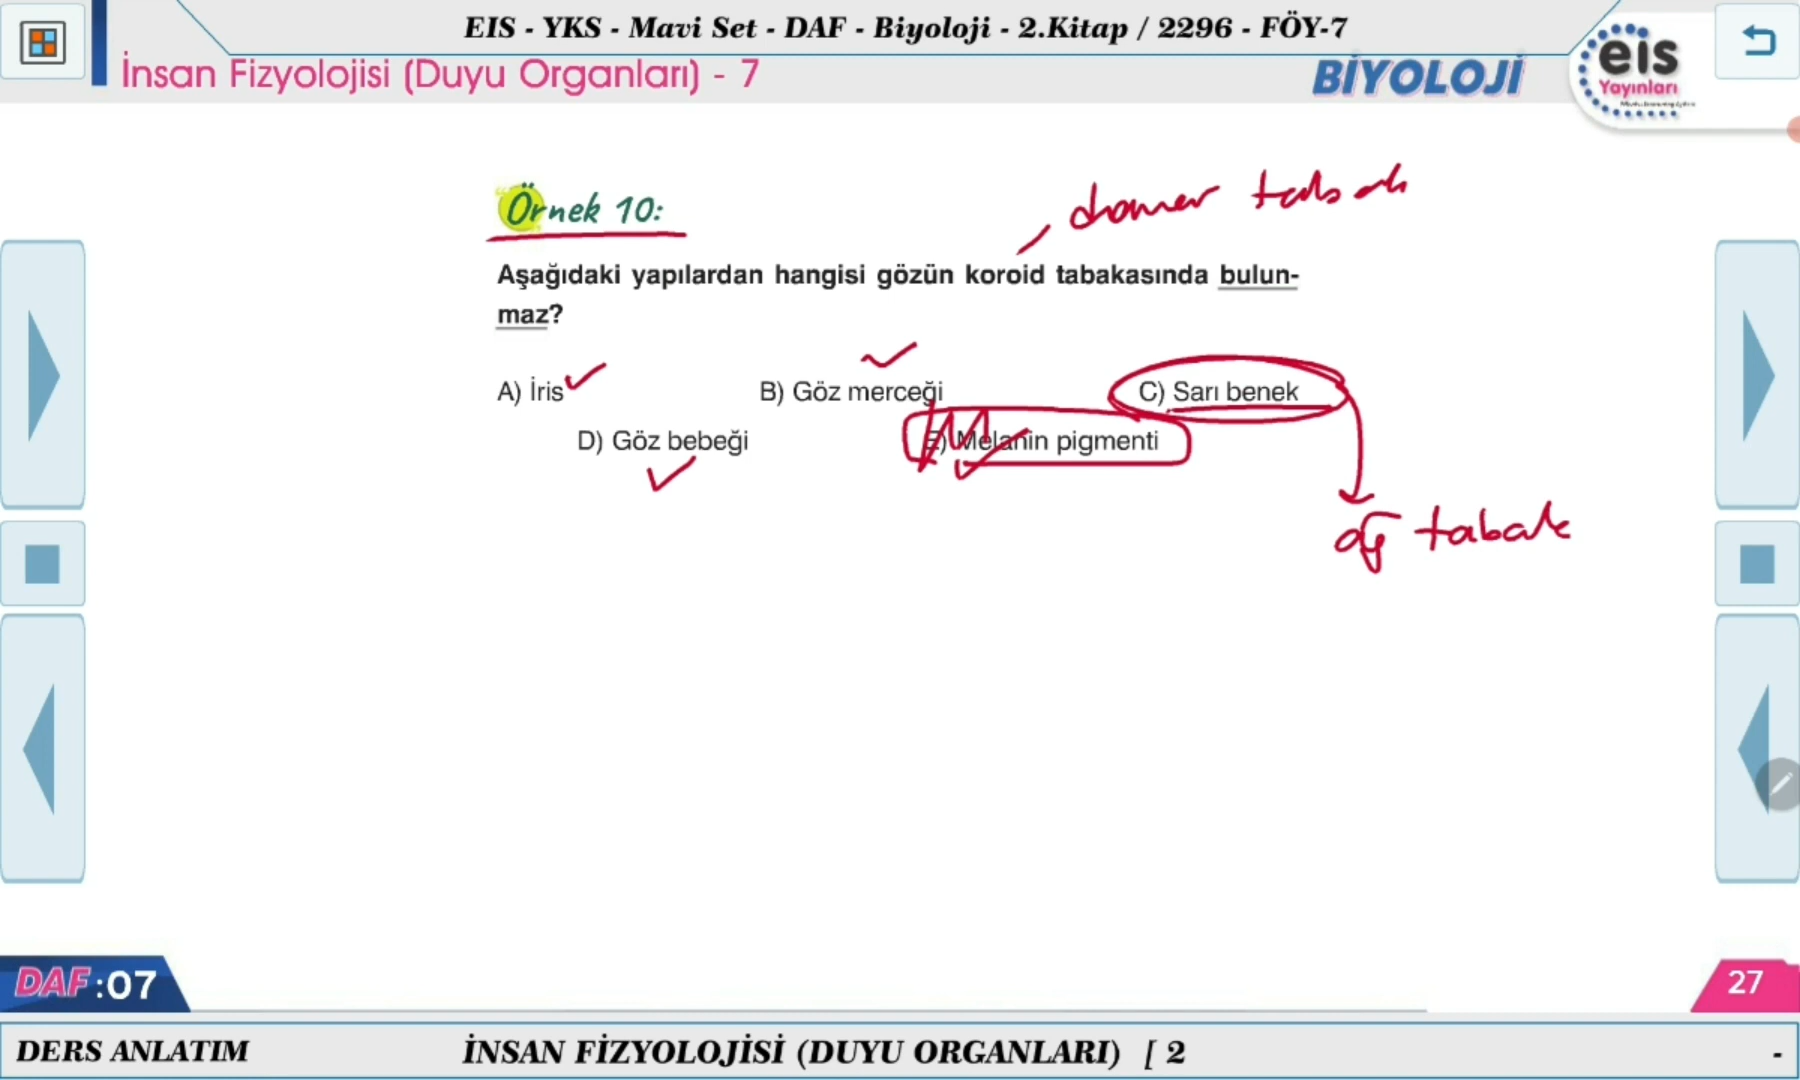 EIS - YKS - Mavi Set - DAF - Biyoloji - 2.Kitap / 2296 - FÖY-7
İnsan Fizyolojisi (Duyu Organları) - 7
BİYOLOJİ
eis
Yayınları
Örnek 10:
damar tabak
Aşağıdaki yapılardan hangisi gözün koroid tabakasında bulun-
maz?
A) İris
B) Göz merceği
C) Sarı benek
D) Göz bebeği
E) Melanin pigmenti
ağ tabak
DAF:07
27
DERS ANLATIM
İNSAN FİZYOLOJİSİ (DUYU ORGANLARI) [ 2
-